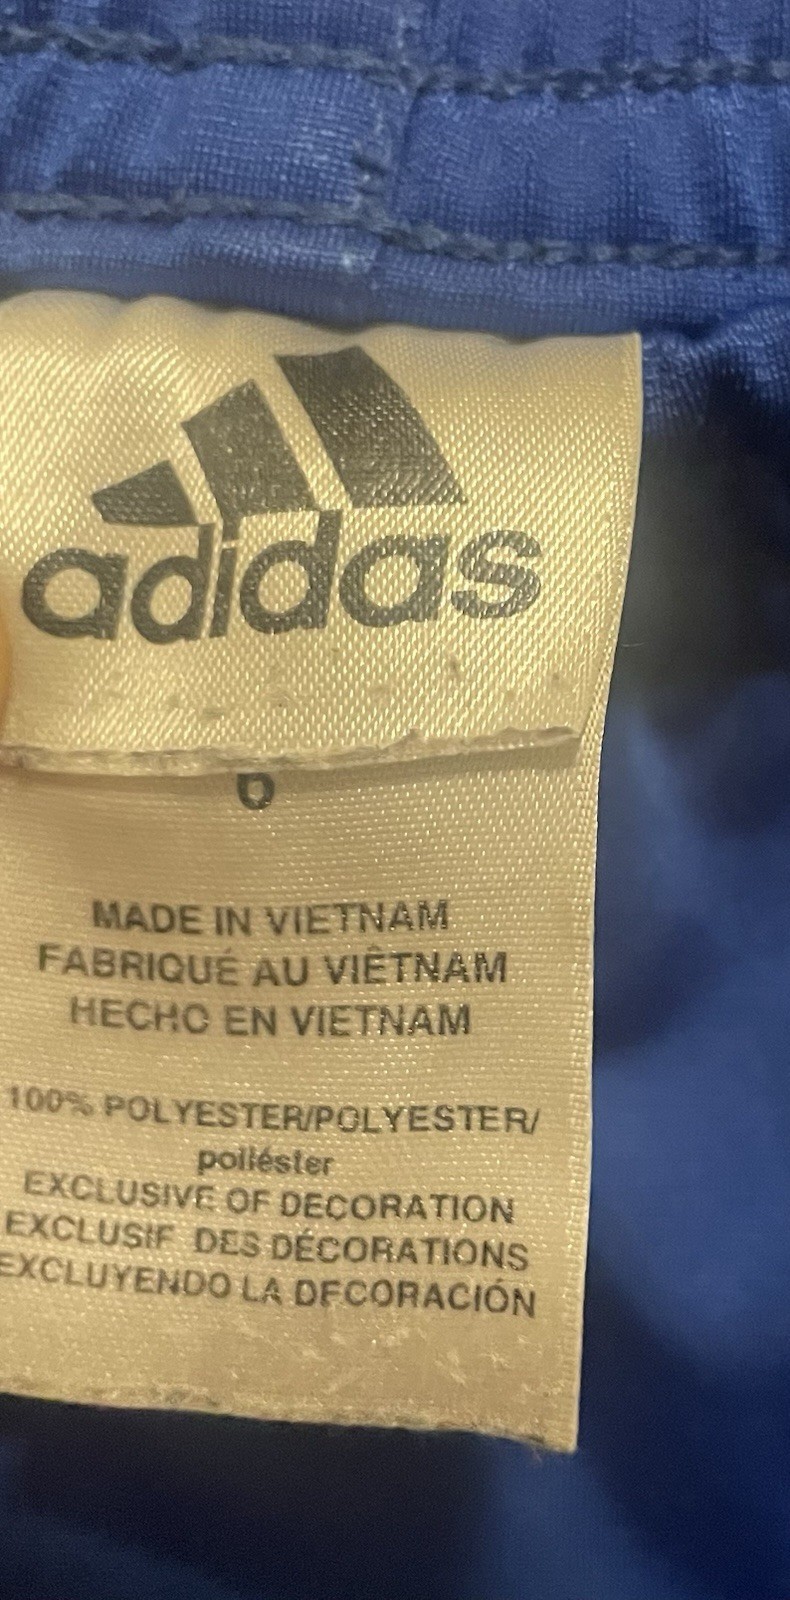 adidas
6
MADE IN VIETNAM
FABRIQUÉ AU VIÊTNAM
HECHO EN VIETNAM
100% POLYESTER/POLYESTER/
poliéster
EXCLUSIVE OF DECORATION
EXCLUSIF DES DÉCORATIONS
EXCLUYENDO LA DECORACIÓN